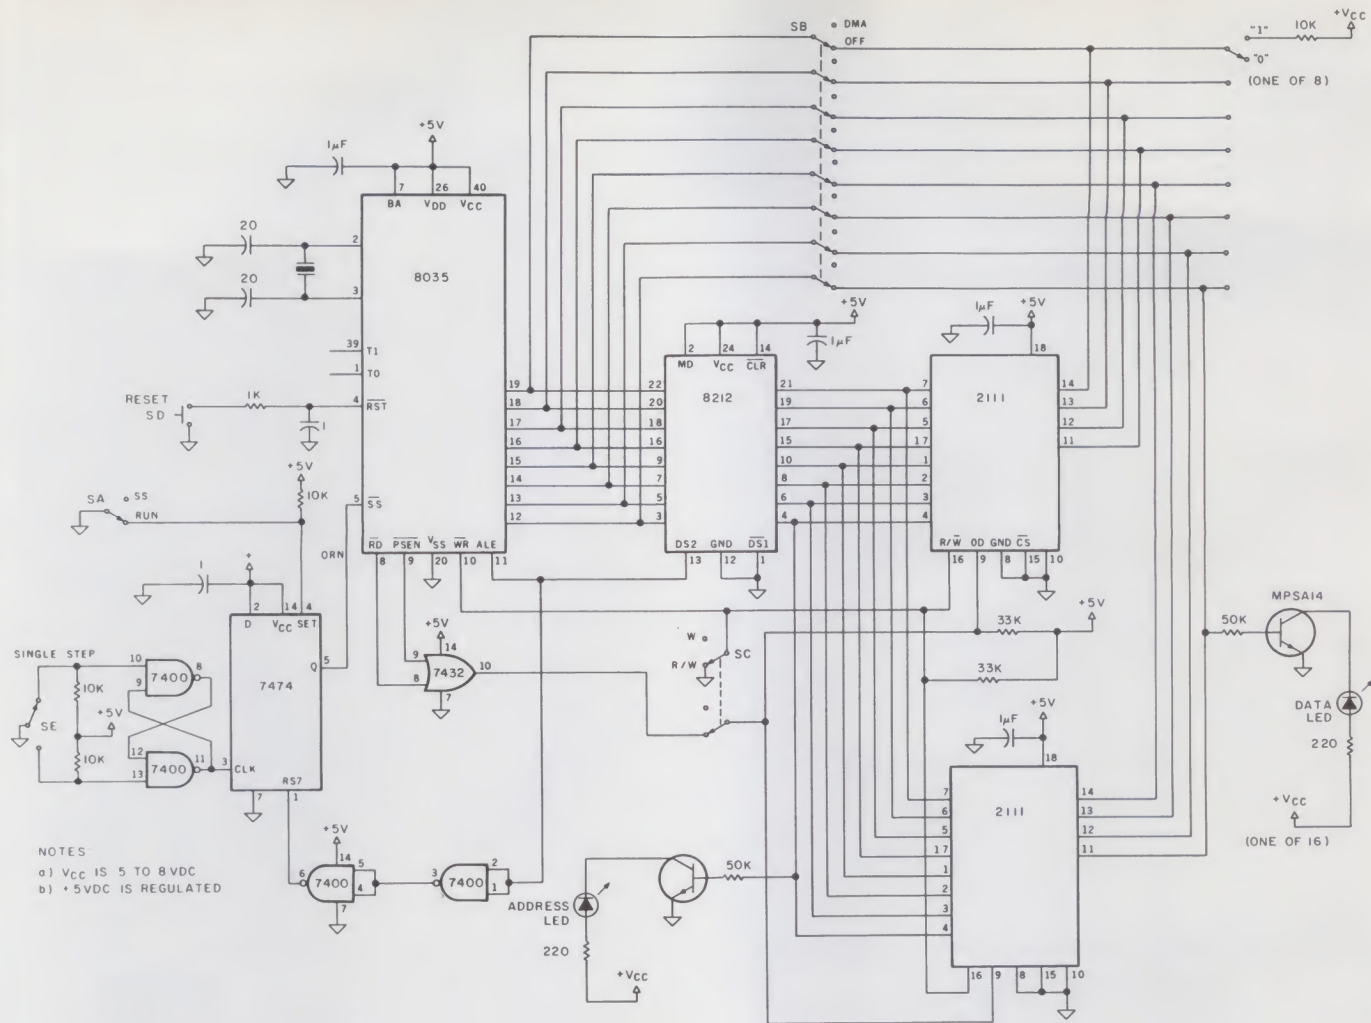 SB
DMA
OFF
"1"
"0"
10K
+VCC
(ONE OF 8)
+5V
1µF
7
26
40
BA
VDD
VCC
20
2
20
3
8035
39
T1
1
T0
RESET
SD
1K
4
R̅S̅T̅
1
19
18
17
16
15
14
13
12
+5V
10K
SA
SS
RUN
5
S̅S̅
ORN
R̅D̅
P̅S̅E̅N̅
VSS
W̅R̅
ALE
8
9
20
10
11
+5V
1µF
2
24
14
MD
VCC
C̅L̅R̅
8212
22
20
18
16
9
7
5
3
21
19
17
15
10
8
6
4
DS2
GND
D̅S̅1̅
13
12
1
+5V
1µF
18
2111
7
6
5
17
1
2
3
4
14
13
12
11
R/W̅
OD
GND
C̅S̅
16
9
8
15
10
1
+
2
14
4
D
VCC
SET
7474
Q
5
3
CLK
RS7
7
1
SINGLE STEP
SE
10K
+5V
10K
10
9
7400
8
12
13
7400
11
+5V
14
9
8
7432
10
7
W
R/W
SC
33K
+5V
33K
MPSA14
50K
DATA
LED
220
+VCC
(ONE OF 16)
+5V
1µF
18
2111
7
6
5
17
1
2
3
4
14
13
12
11
16
9
8
15
10
NOTES
a) VCC IS 5 TO 8 VDC
b) +5VDC IS REGULATED
+5V
14
6
7400
5
4
7
3
7400
2
1
ADDRESS
LED
220
50K
+VCC